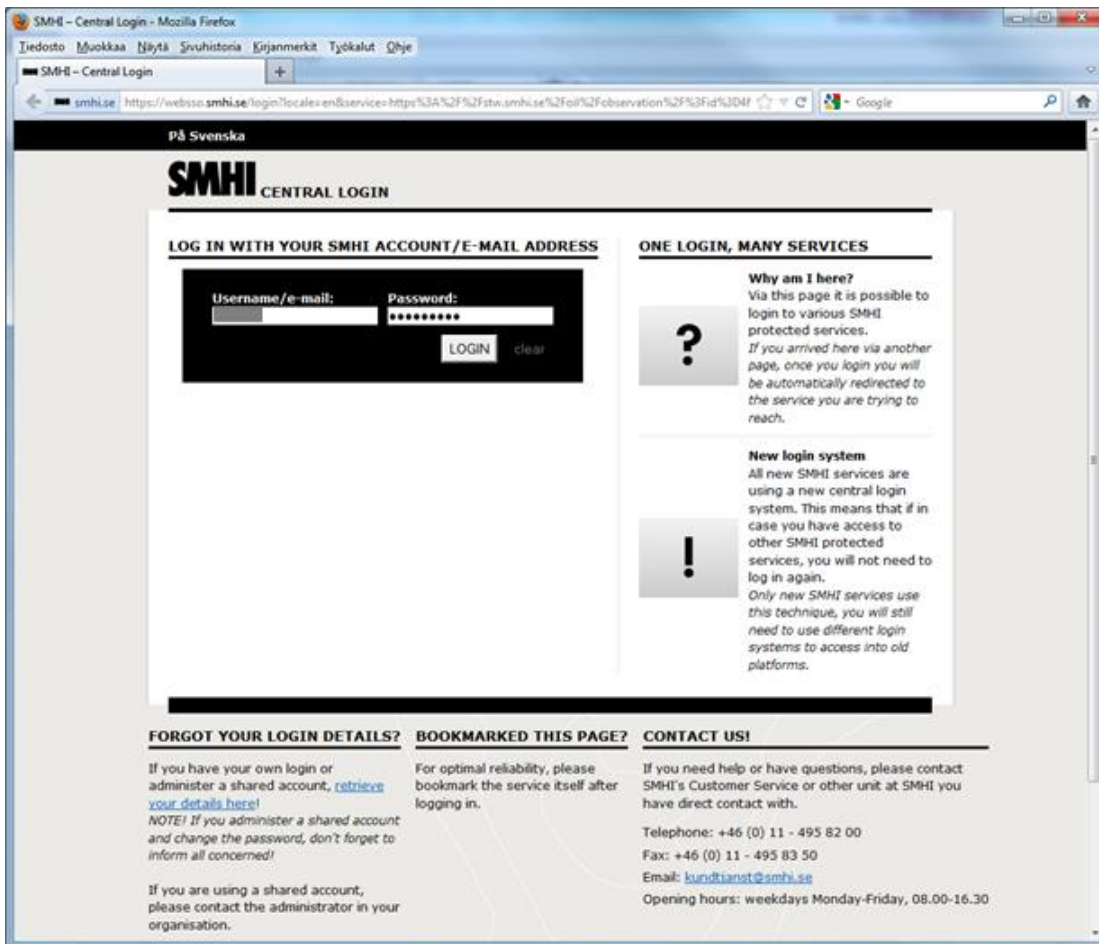 SMHI – Central Login - Mozilla Firefox
Tiedosto Muokkaa Näytä Sivuhistoria Kirjanmerkit Työkalut Ohje
SMHI – Central Login
+
smhi.se https://websso.smhi.se/login?locale=en&service=https%3A%2F%2Fstw.smhi.se%2Foil%2Fobservation%2F%3Fid%3D4f
Google
På Svenska
SMHI CENTRAL LOGIN
LOG IN WITH YOUR SMHI ACCOUNT/E-MAIL ADDRESS
Username/e-mail: Password:
•••••••••
LOGIN clear
ONE LOGIN, MANY SERVICES
?
Why am I here?
Via this page it is possible to
login to various SMHI
protected services.
If you arrived here via another
page, once you login you will
be automatically redirected to
the service you are trying to
reach.
!
New login system
All new SMHI services are
using a new central login
system. This means that if in
case you have access to
other SMHI protected
services, you will not need to
log in again.
Only new SMHI services use
this technique, you will still
need to use different login
systems to access into old
platforms.
FORGOT YOUR LOGIN DETAILS?
If you have your own login or
administer a shared account, retrieve
your details here!
NOTE! If you administer a shared account
and change the password, don't forget to
inform all concerned!
If you are using a shared account,
please contact the administrator in your
organisation.
BOOKMARKED THIS PAGE?
For optimal reliability, please
bookmark the service itself after
logging in.
CONTACT US!
If you need help or have questions, please contact
SMHI's Customer Service or other unit at SMHI you
have direct contact with.
Telephone: +46 (0) 11 - 495 82 00
Fax: +46 (0) 11 - 495 83 50
Email: kundtjanst@smhi.se
Opening hours: weekdays Monday-Friday, 08.00-16.30